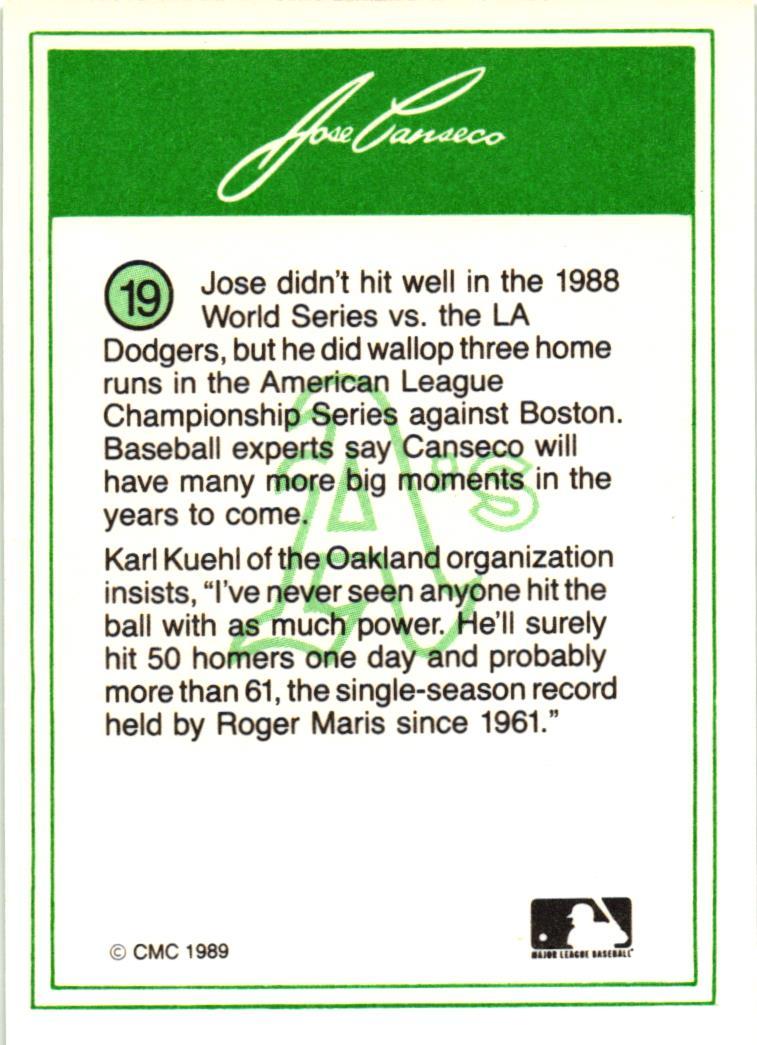 Jose Canseco
19
Jose didn't hit well in the 1988
World Series vs. the LA
Dodgers, but he did wallop three home
runs in the American League
Championship Series against Boston.
Baseball experts say Canseco will
have many more big moments in the
years to come.
A's
Karl Kuehl of the Oakland organization
insists, “I've never seen anyone hit the
ball with as much power. He'll surely
hit 50 homers one day and probably
more than 61, the single-season record
held by Roger Maris since 1961.”
© CMC 1989
MAJOR LEAGUE BASEBALL